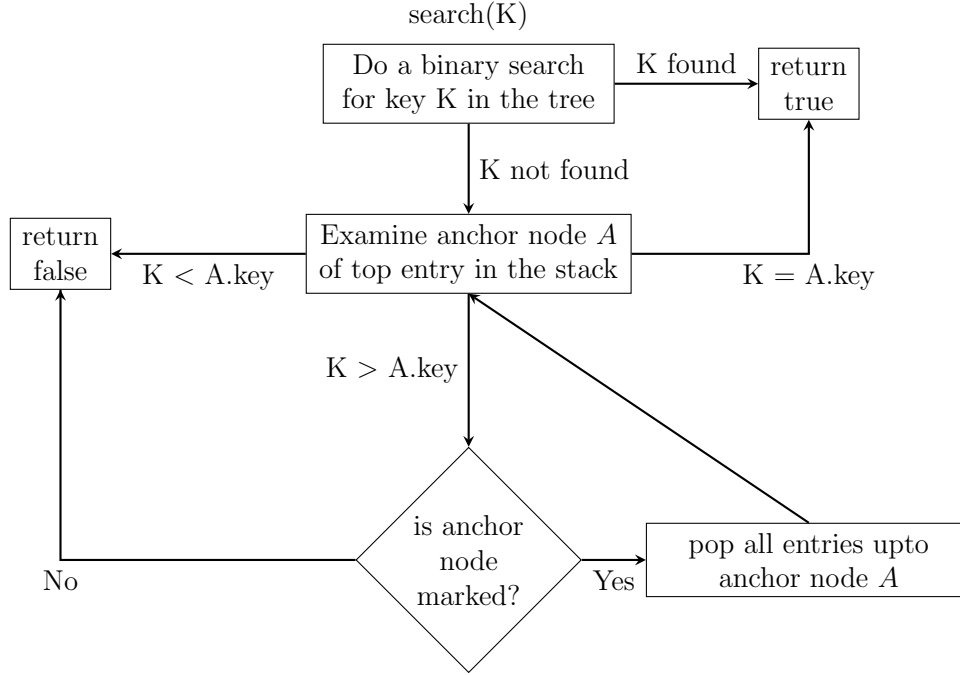 search(K)
Do a binary search
for key K in the tree
K found
return
true
K not found
Examine anchor node A
of top entry in the stack
return
false
K < A.key
K = A.key
K > A.key
is anchor
node
marked?
No
Yes
pop all entries upto
anchor node A